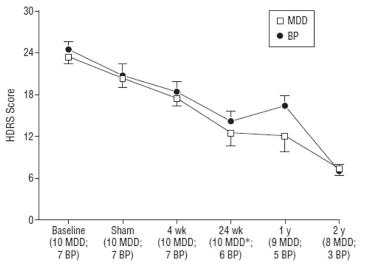 30
24
18
12
6
0
HDRS Score
MDD
BP
Baseline
(10 MDD;
7 BP)
Sham
(10 MDD;
7 BP)
4 wk
(10 MDD;
7 BP)
24 wk
(10 MDD*;
6 BP)
1 y
(9 MDD;
5 BP)
2 y
(8 MDD;
3 BP)